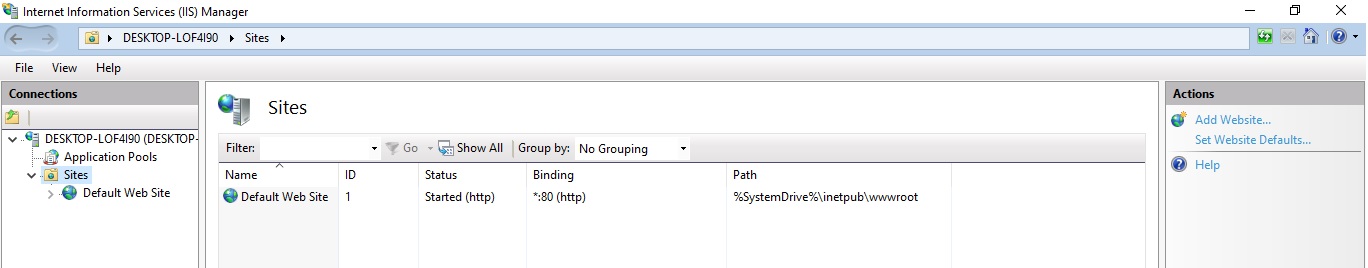 Internet Information Services (IIS) Manager
DESKTOP-LOF4I90 Sites
File View Help
Connections
DESKTOP-LOF4I90 (DESKTOP-
Application Pools
Sites
Default Web Site
Sites
Filter: Go Show All Group by: No Grouping
Name ID Status Binding Path
Default Web Site 1 Started (http) *:80 (http) %SystemDrive%\inetpub\wwwroot
Actions
Add Website...
Set Website Defaults...
Help